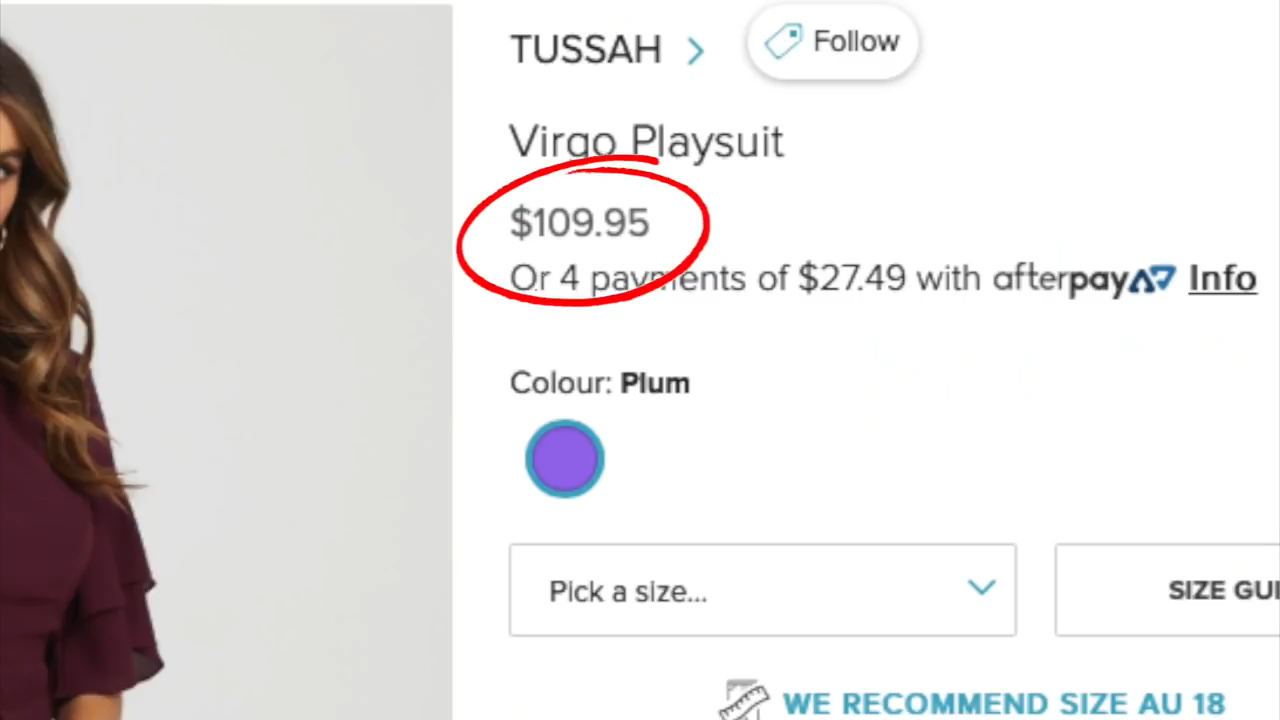 TUSSAH
Follow
Virgo Playsuit
$109.95
Or 4 payments of $27.49 with afterpay Info
Colour: Plum
Pick a size...
SIZE GUI
WE RECOMMEND SIZE AU 18